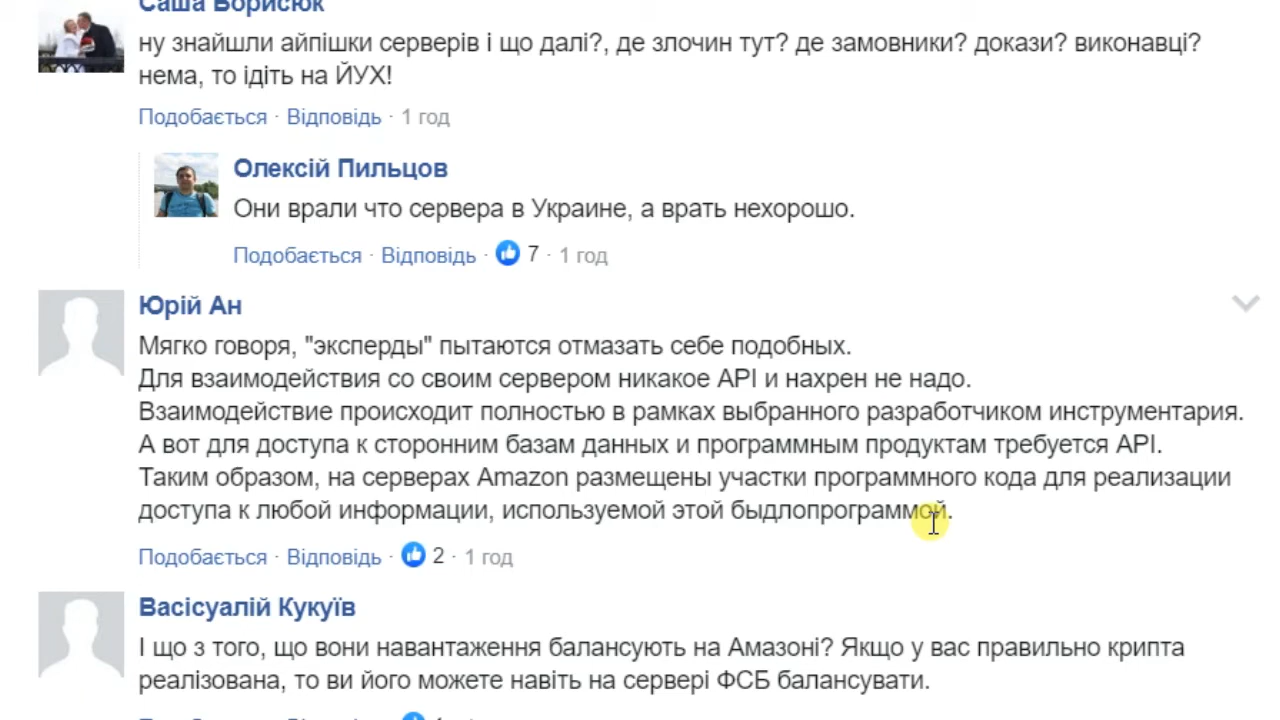 Саша Борисюк
ну знайшли айпішки серверів і що далі?, де злочин тут? де замовники? докази? виконавці?
нема, то ідіть на ЙУХ!
Подобається · Відповідь · 1 год
Олексій Пильцов
Они врали что сервера в Украине, а врать нехорошо.
Подобається · Відповідь · 7 · 1 год
Юрій Ан
Мягко говоря, "эксперды" пытаются отмазать себе подобных.
Для взаимодействия со своим сервером никакое API и нахрен не надо.
Взаимодействие происходит полностью в рамках выбранного разработчиком инструментария.
А вот для доступа к сторонним базам данных и программным продуктам требуется API.
Таким образом, на серверах Amazon размещены участки программного кода для реализации
доступа к любой информации, используемой этой быдлопрограммой.
Подобається · Відповідь · 2 · 1 год
Васісуалій Кукуїв
І що з того, що вони навантаження балансують на Амазоні? Якщо у вас правильно крипта
реалізована, то ви його можете навіть на сервері ФСБ балансувати.